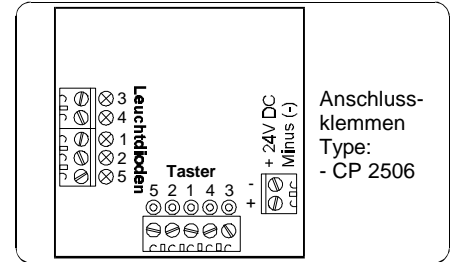 3
4
1
2
5
Leuchtdioden
Taster
5 2 1 4 3
+ 24V DC
Minus (-)
-
+
Anschluss-
klemmen
Type:
- CP 2506